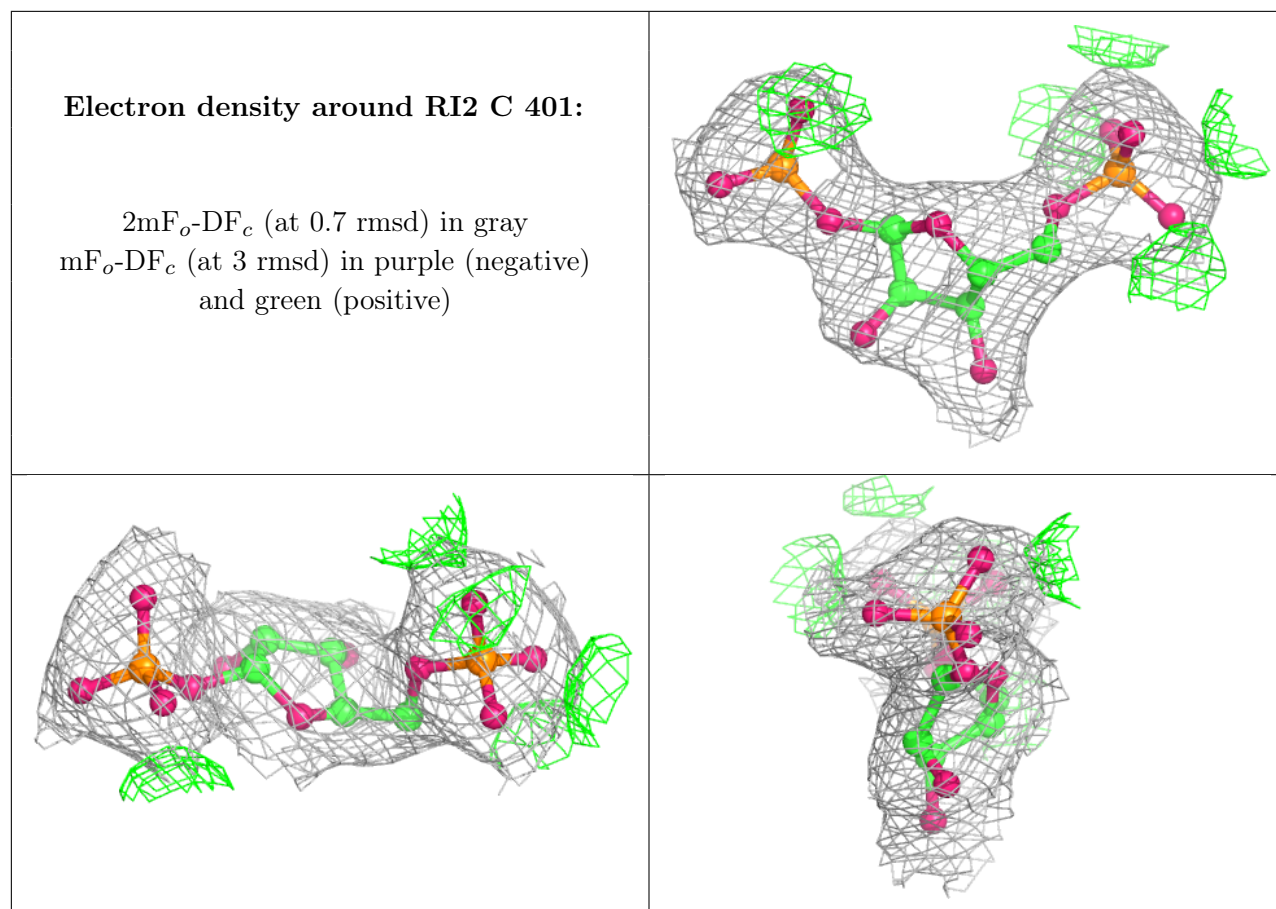 Electron density around RI2 C 401:
2mFo-DFc (at 0.7 rmsd) in gray
mFo-DFc (at 3 rmsd) in purple (negative)
and green (positive)